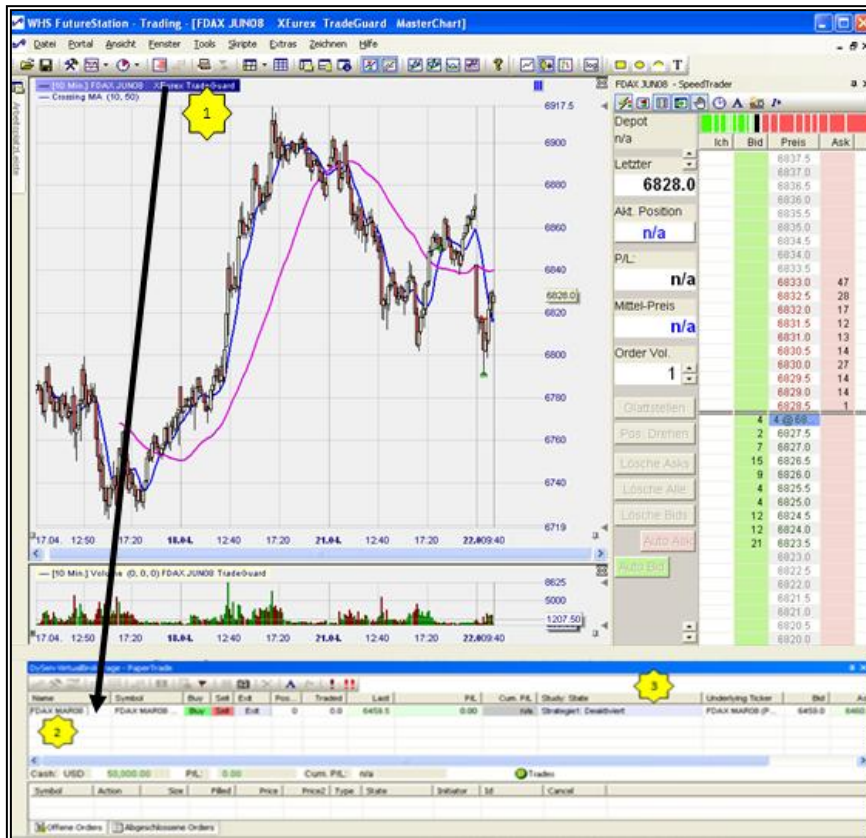 WHS FutureStation - Trading - [FDAX JUN08 XEurex TradeGuard MasterChart]
Datei Portal Ansicht Fenster Tools Skripte Extras Zeichnen Hilfe
[10 Min.] FDAX JUN08 XEurex TradeGuard
Crossing MA (10, 50)
1
6917.5
6900
6880
6860
6840
6828.0
6820
6800
6780
6760
6740
6719
17.04. 12:50 17:20 18.04. 12:40 17:20 21.04. 12:40 17:20 22.0 09:40
[10 Min.] Volume (0, 0, 0) FDAX JUN08 TradeGuard
8625
5000
1207.50
17.04. 12:50 17:20 18.04. 12:40 17:20 21.04. 12:40 17:20 22.0 09:40
FDAX JUN08 - SpeedTrader
Depot
n/a
Letzter
6828.0
Akt. Position
n/a
P/L:
n/a
Mittel-Preis
n/a
Order Vol.
1
Glattstellen
Pos. Drehen
Lösche Asks
Lösche Alle
Lösche Bids
Auto Ask
Auto Bid
Ich Bid Preis Ask
6837.5
6837.0
6836.5
6836.0
6835.5
6835.0
6834.5
6834.0
6833.5
6833.0 47
6832.5 28
6832.0 17
6831.5 12
6831.0 13
6830.5 14
6830.0 27
6829.5 14
6829.0 14
6828.5 1
4 4 @ 68...
2 6827.5
7 6827.0
15 6826.5
9 6826.0
4 6825.5
4 6825.0
12 6824.5
12 6824.0
21 6823.5
6823.0
6822.5
6822.0
6821.5
6821.0
6820.5
6820.0
PaperTrade
3
Name Symbol Buy Sell Exit Pos... Traded Last P/L Cum. P/L Study: State Underlying Ticker Bid
FDAX MAR08 FDAX MAR08 ... Buy Sell Exit 0 0.0 6459.5 0.00 n/a Strategie1: Deaktiviert FDAX MAR08 (P... 6459.0
2
Cash: USD 50,000.00 P/L: 0.00 Cum. P/L: n/a Trades
Symbol Action Size Filled Price Price2 Type State Initiator Id Cancel
Offene Orders Abgeschlossene Orders